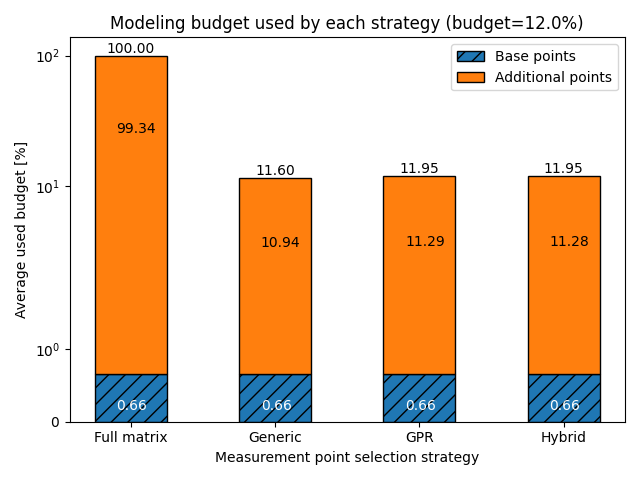 Modeling budget used by each strategy (budget=12.0%)
Base points
Additional points
Average used budget [%]
10²
10¹
10⁰
0
100.00
99.34
0.66
11.60
10.94
0.66
11.95
11.29
0.66
11.95
11.28
0.66
Full matrix
Generic
GPR
Hybrid
Measurement point selection strategy